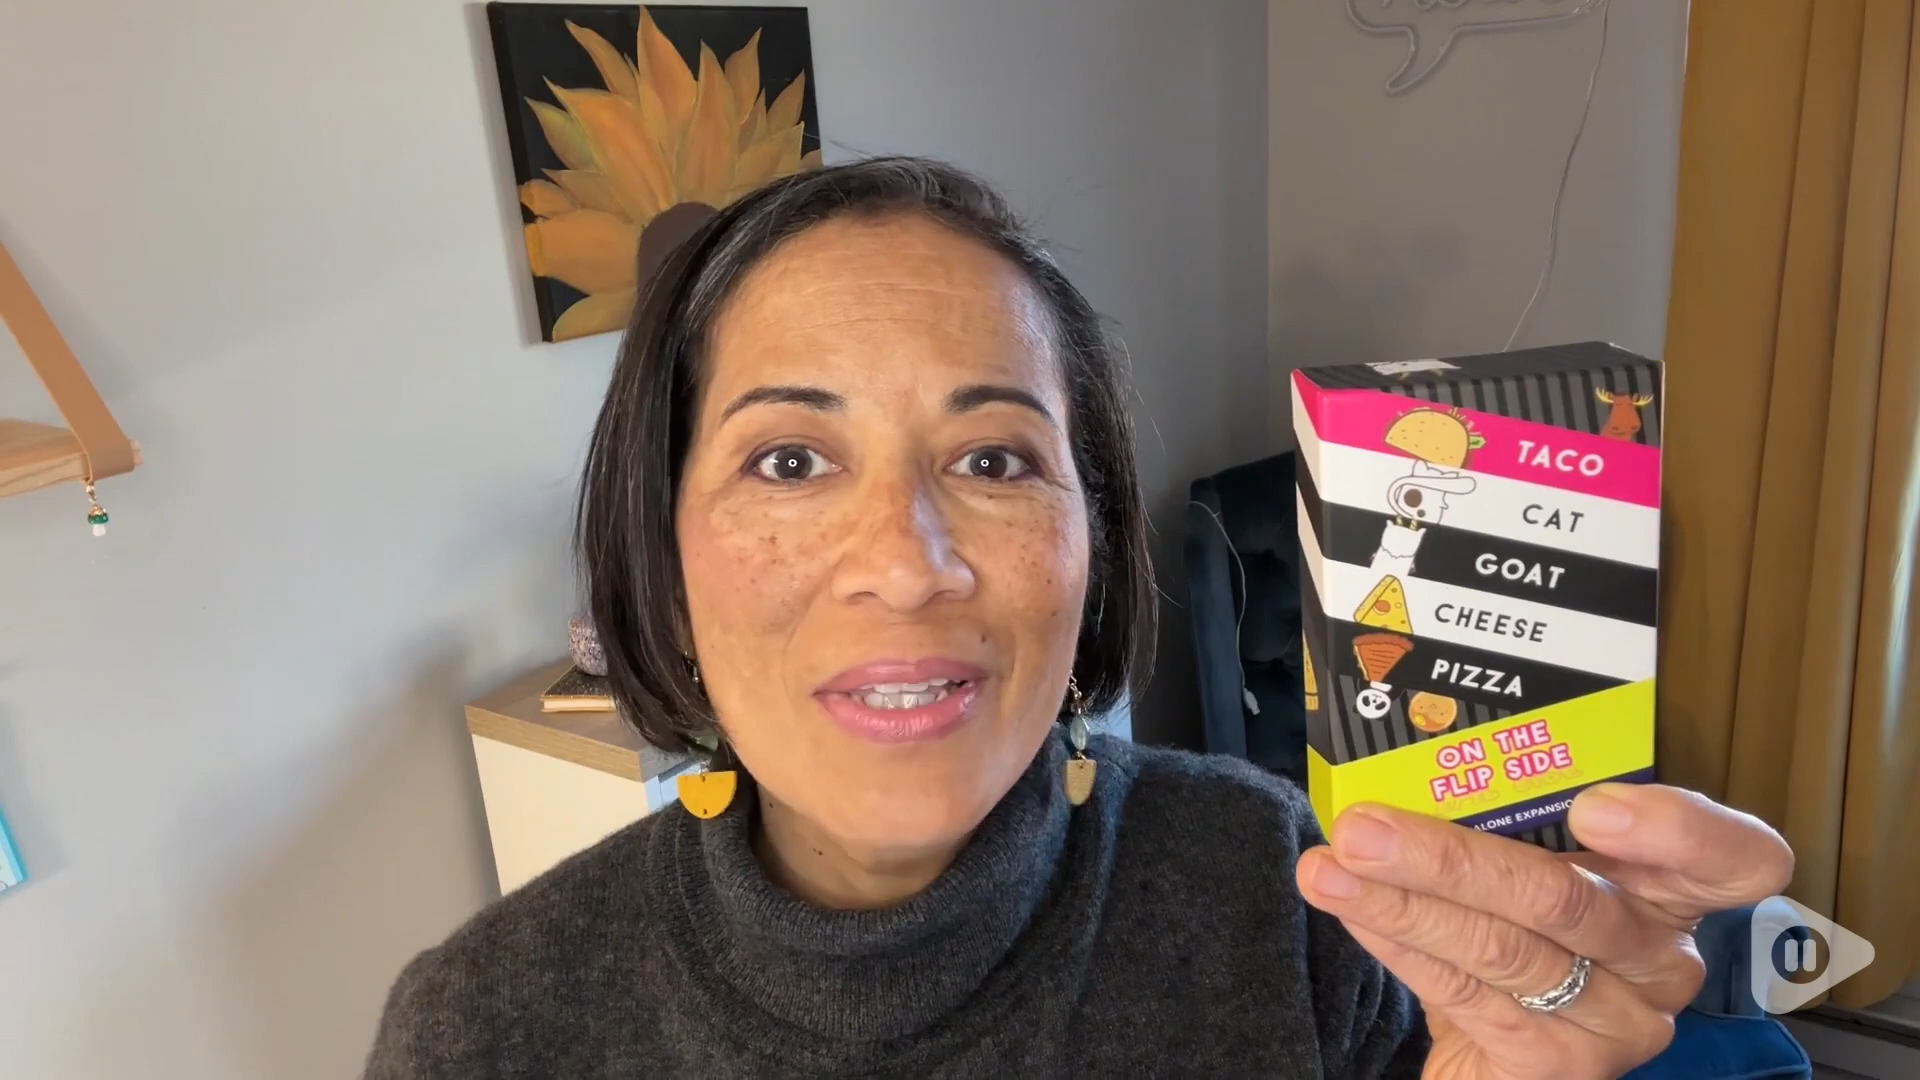 TACO
CAT
GOAT
CHEESE
PIZZA
ON THE
FLIP SIDE